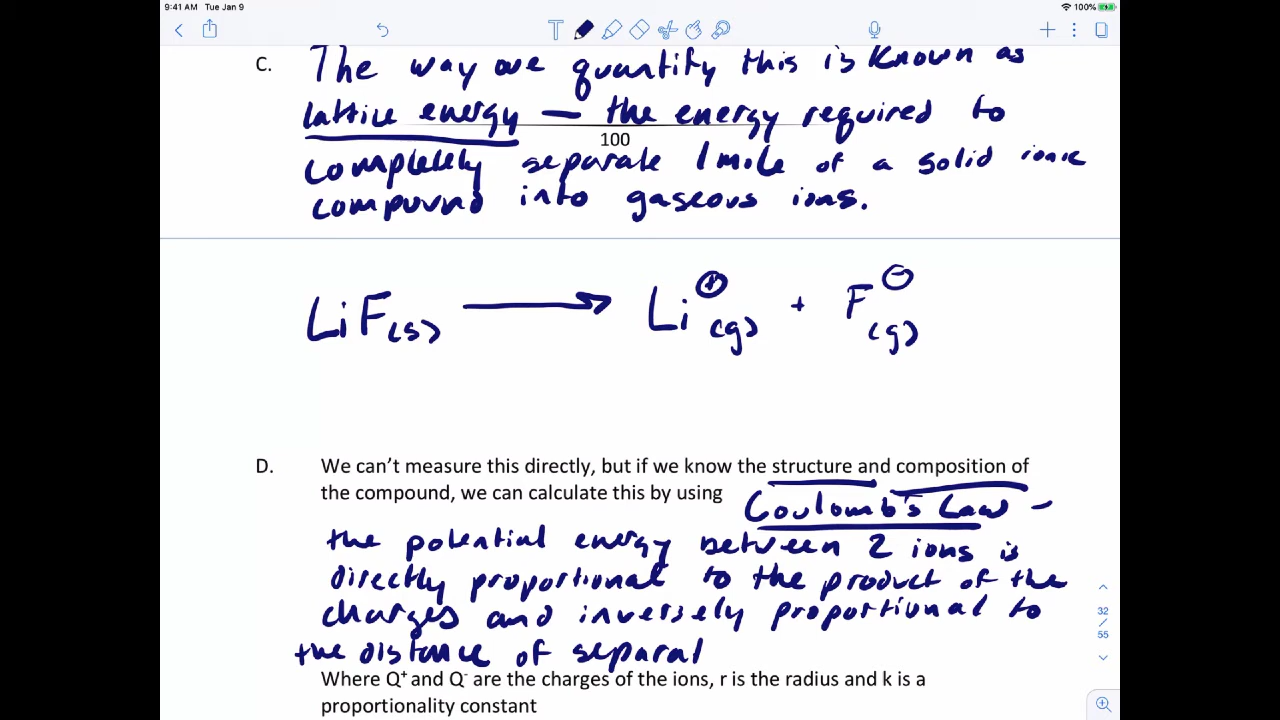 9:41 AM Tue Jan 9
100%
C. The way we quantify this is known as
lattice energy — the energy required to
100
completely separate 1 mole of a solid ionic
compound into gaseous ions.
LiF(s) → Li⊕(g) + F⊖(g)
D. We can't measure this directly, but if we know the structure and composition of
the compound, we can calculate this by using Coulomb's Law -
the potential energy between 2 ions is
directly proportional to the product of the
charges and inversely proportional to
the distance of separat
Where Q⁺ and Q⁻ are the charges of the ions, r is the radius and k is a
proportionality constant
32
/
55